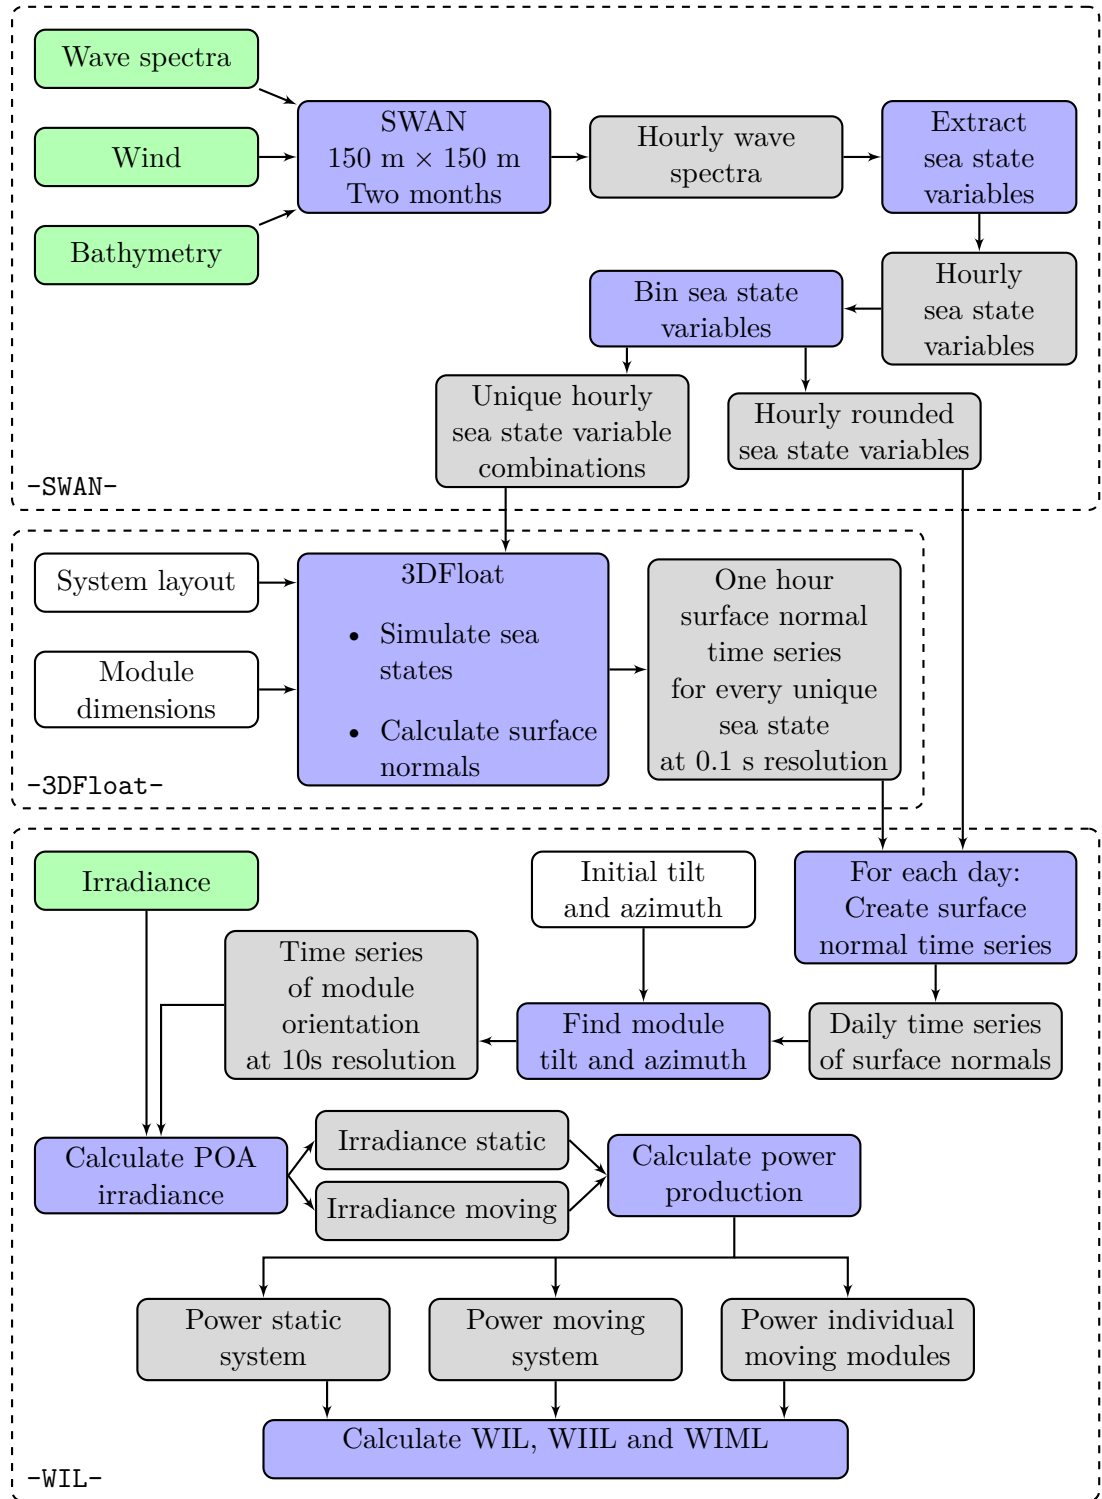 Wave spectra
Wind
Bathymetry
SWAN
150 m × 150 m
Two months
Hourly wave
spectra
Extract
sea state
variables
Hourly
sea state
variables
Bin sea state
variables
Unique hourly
sea state variable
combinations
Hourly rounded
sea state variables
-SWAN-
System layout
Module
dimensions
3DFloat
• Simulate sea
states
• Calculate surface
normals
One hour
surface normal
time series
for every unique
sea state
at 0.1 s resolution
-3DFloat-
Irradiance
Initial tilt
and azimuth
For each day:
Create surface
normal time series
Time series
of module
orientation
at 10s resolution
Find module
tilt and azimuth
Daily time series
of surface normals
Calculate POA
irradiance
Irradiance static
Irradiance moving
Calculate power
production
Power static
system
Power moving
system
Power individual
moving modules
Calculate WIL, WIIL and WIML
-WIL-